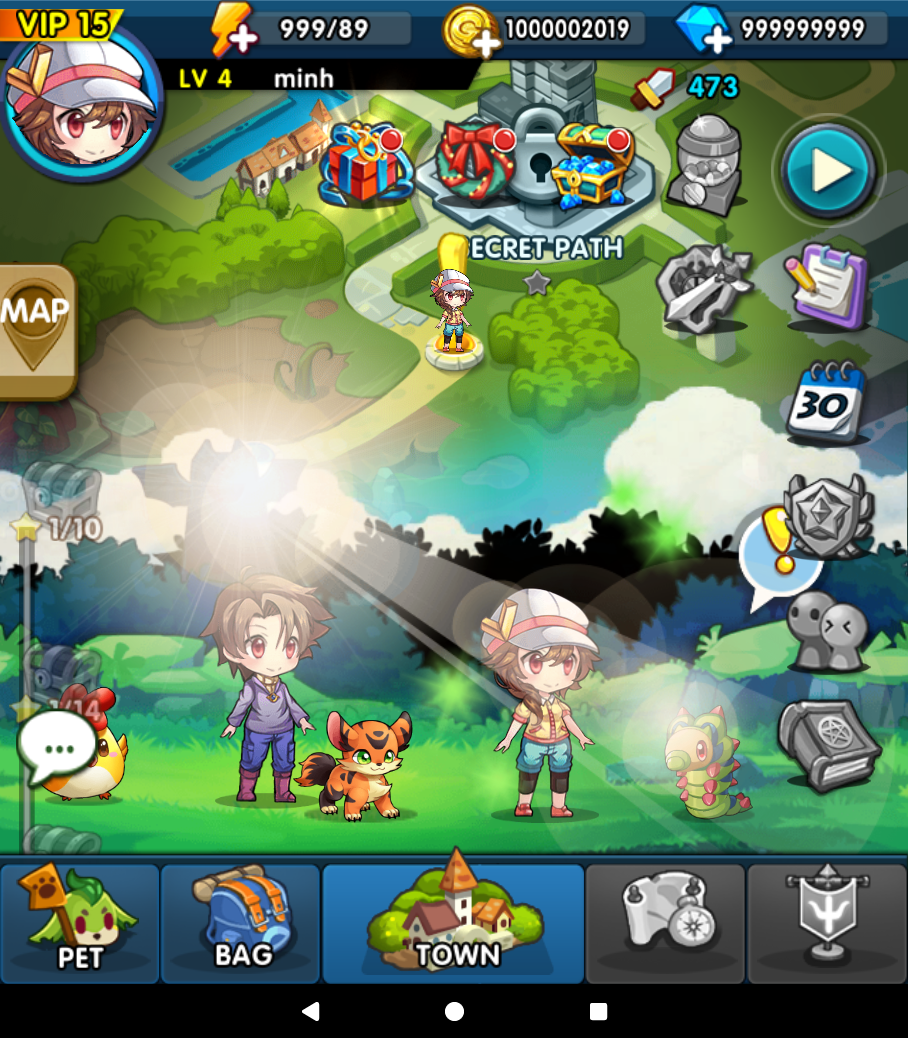 VIP 15
999/89
1000002019
999999999
LV 4 minh
473
ECRET PATH
MAP
30
1/10
1/14
...
PET
BAG
TOWN